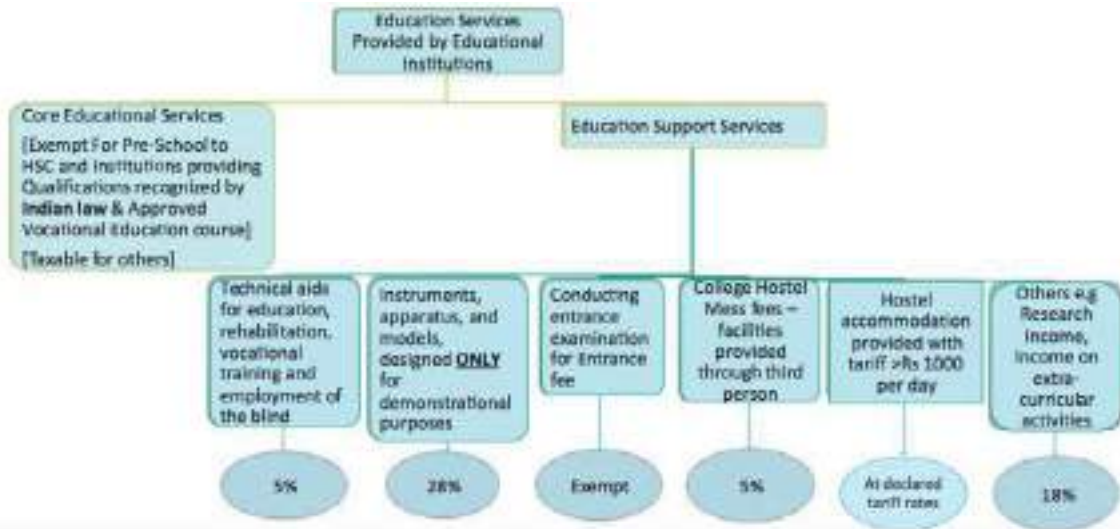 Education Services
Provided by Educational
Institutions
Core Educational Services
[Exempt For Pre-School to
HSC and Institutions providing
Qualifications recognized by
Indian law & Approved
Vocational Education course]
[Taxable for others]
Education Support Services
Technical aids
for education,
rehabilitation,
vocational
training and
employment of
the blind
Instruments,
apparatus, and
models,
designed ONLY
for
demonstrational
purposes
Conducting
entrance
examination
for Entrance
fee
College Hostel
Mess fees –
facilities
provided
through third
person
Hostel
accommodation
provided with
tariff >Rs 1000
per day
Others e.g
Research
Income,
Income on
extra-
curricular
activities
5%
28%
Exempt
5%
At declared
tariff rates
18%